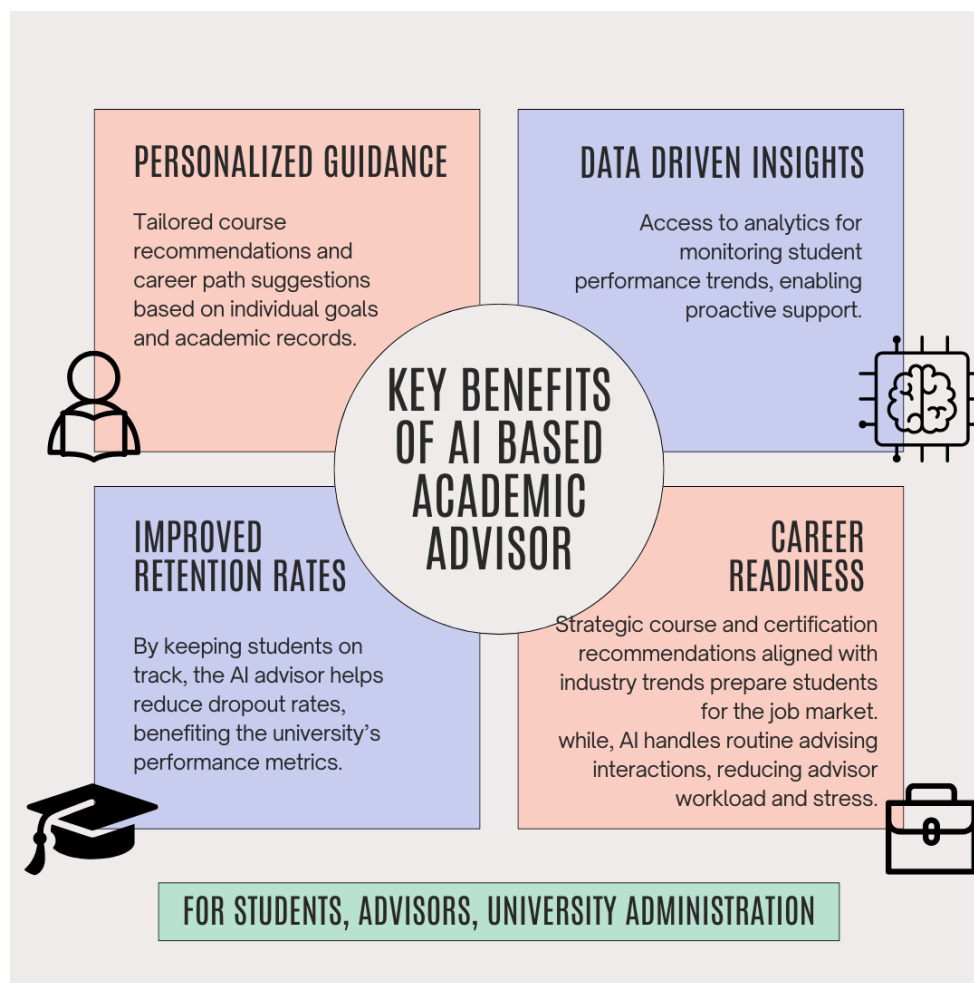 PERSONALIZED GUIDANCE
Tailored course
recommendations and
career path suggestions
based on individual goals
and academic records.
DATA DRIVEN INSIGHTS
Access to analytics for
monitoring student
performance trends, enabling
proactive support.
KEY BENEFITS
OF AI BASED
ACADEMIC
ADVISOR
IMPROVED
RETENTION RATES
By keeping students on
track, the AI advisor helps
reduce dropout rates,
benefiting the university's
performance metrics.
CAREER
READINESS
Strategic course and certification
recommendations aligned with
industry trends prepare students
for the job market.
while, AI handles routine advising
interactions, reducing advisor
workload and stress.
FOR STUDENTS, ADVISORS, UNIVERSITY ADMINISTRATION